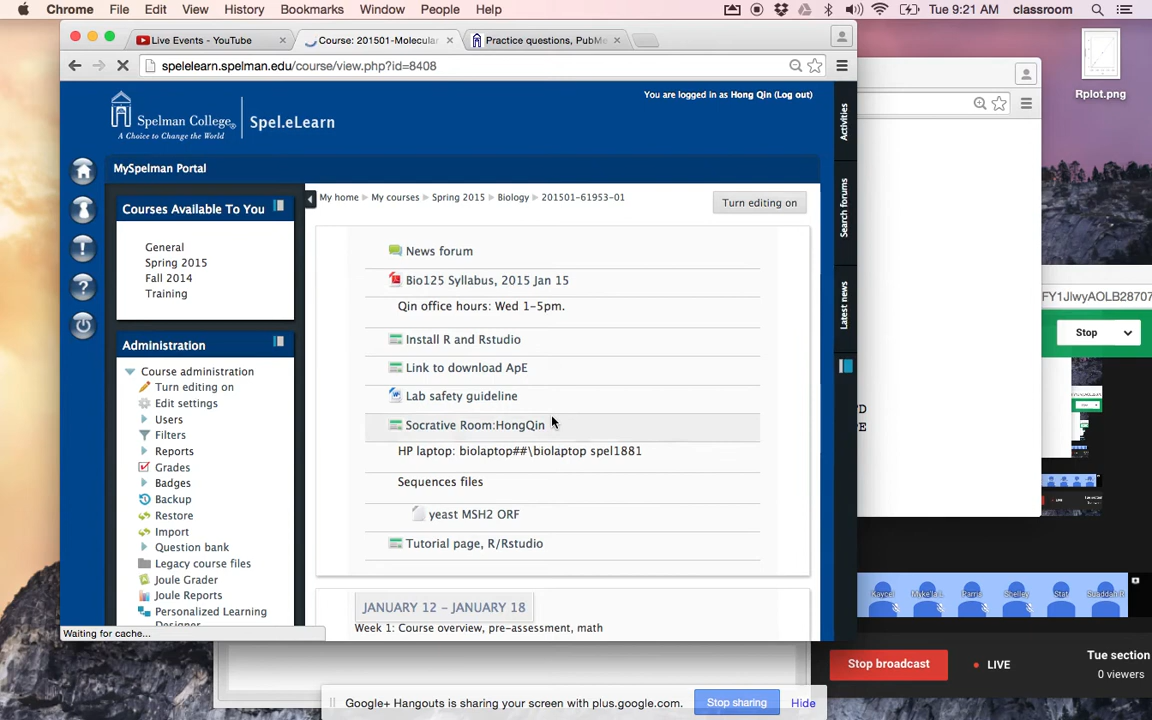 Chrome File Edit View History Bookmarks Window People Help Tue 9:21 AM classroom
Live Events - YouTube Course: 201501-Molecular Practice questions, PubMe
spelelearn.spelman.edu/course/view.php?id=8408
Rplot.png
You are logged in as Hong Qin (Log out)
Spelman College Spel.eLearn
A Choice to Change the World
MySpelman Portal
Activities
Search forums
Latest news
Courses Available To You
General
Spring 2015
Fall 2014
Training
Administration
Course administration
Turn editing on
Edit settings
Users
Filters
Reports
Grades
Badges
Backup
Restore
Import
Question bank
Legacy course files
Joule Grader
Joule Reports
Personalized Learning
Designer
Waiting for cache...
My home My courses Spring 2015 Biology 201501-61953-01
Turn editing on
News forum
Bio125 Syllabus, 2015 Jan 15
Qin office hours: Wed 1-5pm.
Install R and Rstudio
Link to download ApE
Lab safety guideline
Socrative Room:HongQin
HP laptop: biolaptop##\biolaptop spel1881
Sequences files
yeast MSH2 ORF
Tutorial page, R/Rstudio
JANUARY 12 – JANUARY 18
Week 1: Course overview, pre-assessment, math
FY1JlwyAOLB28707
Stop
Stop broadcast LIVE
Tue section
0 viewers
Google+ Hangouts is sharing your screen with plus.google.com. Stop sharing Hide